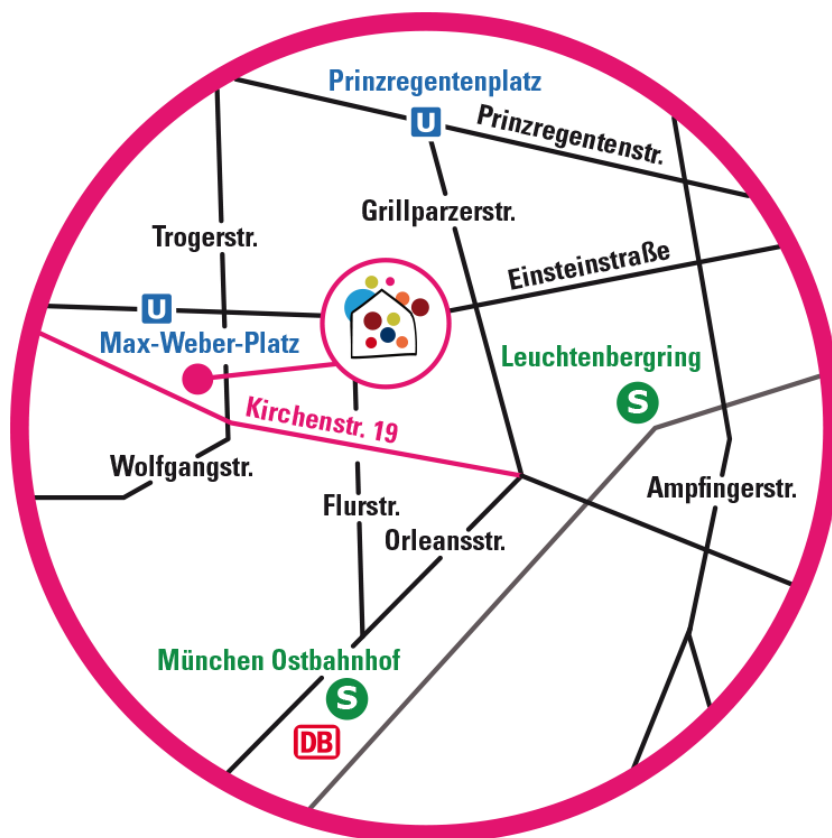 Prinzregentenplatz
U
Prinzregentenstr.
Grillparzerstr.
Trogerstr.
Einsteinstraße
U
Max-Weber-Platz
Leuchtenbergring
S
Kirchenstr. 19
Wolfgangstr.
Ampfingerstr.
Flurstr.
Orleansstr.
München Ostbahnhof
S
DB